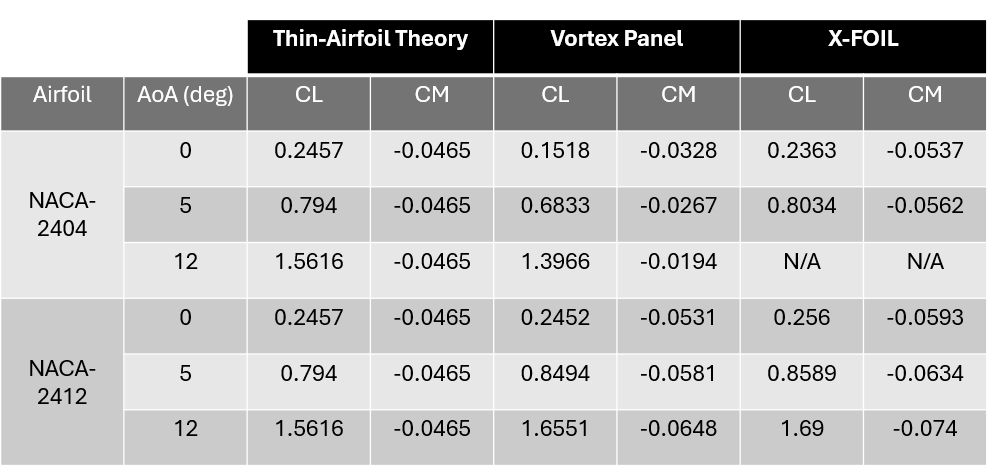 Thin-Airfoil Theory Vortex Panel X-FOIL
Airfoil AoA (deg) CL CM CL CM CL CM
NACA-
2404
0 0.2457 -0.0465 0.1518 -0.0328 0.2363 -0.0537
5 0.794 -0.0465 0.6833 -0.0267 0.8034 -0.0562
12 1.5616 -0.0465 1.3966 -0.0194 N/A N/A
NACA-
2412
0 0.2457 -0.0465 0.2452 -0.0531 0.256 -0.0593
5 0.794 -0.0465 0.8494 -0.0581 0.8589 -0.0634
12 1.5616 -0.0465 1.6551 -0.0648 1.69 -0.074